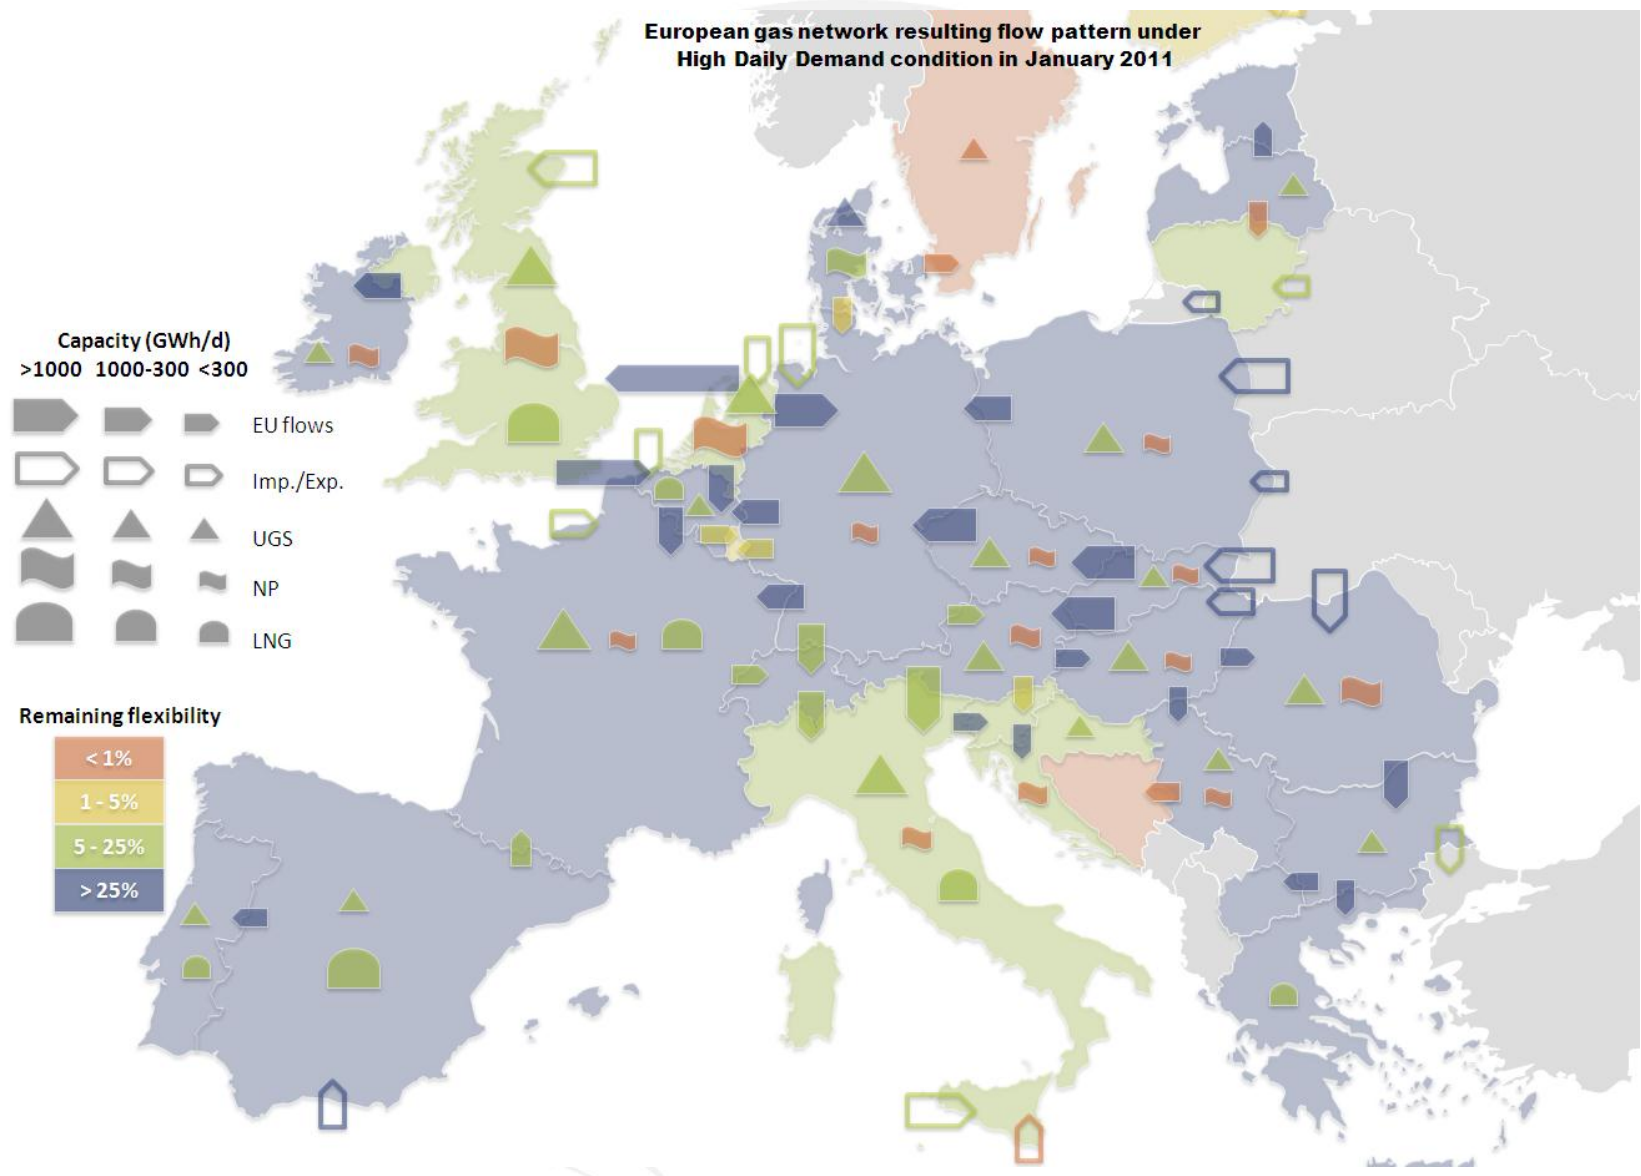 European gas network resulting flow pattern under
High Daily Demand condition in January 2011
Capacity (GWh/d)
>1000 1000-300 <300
EU flows
Imp./Exp.
UGS
NP
LNG
Remaining flexibility
< 1%
1 - 5%
5 - 25%
> 25%